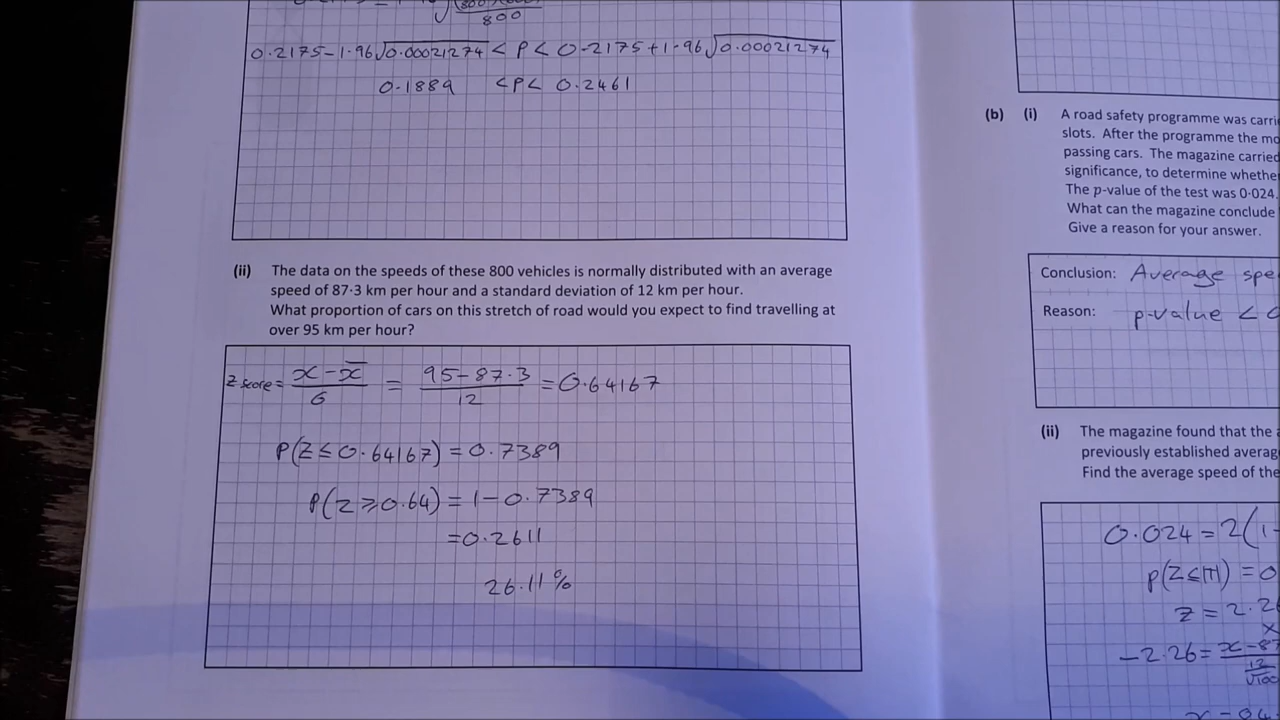 800
0.2175-1.96√0.00021274 < P < 0.2175+1.96√0.00021274
0.1889 <P< 0.2461
(ii) The data on the speeds of these 800 vehicles is normally distributed with an average
speed of 87·3 km per hour and a standard deviation of 12 km per hour.
What proportion of cars on this stretch of road would you expect to find travelling at
over 95 km per hour?
Z score = x - x̄ / 6 = 95-87.3 / 12 = 0.64167
P(Z ≤ 0.64167) = 0.7389
P(Z ≥ 0.64) = 1 - 0.7389
= 0.2611
26.11%
(b) (i) A road safety programme was carri
slots. After the programme the mo
passing cars. The magazine carried
significance, to determine whethe
The p-value of the test was 0·024.
What can the magazine conclude
Give a reason for your answer.
Conclusion: Average spe
Reason: p-value <
(ii) The magazine found that the a
previously established averag
Find the average speed of the
0.024 = 2(1-
P(Z ≤ |T|) = 0
z = 2.2
-2.26 = x-87 / 12/√100